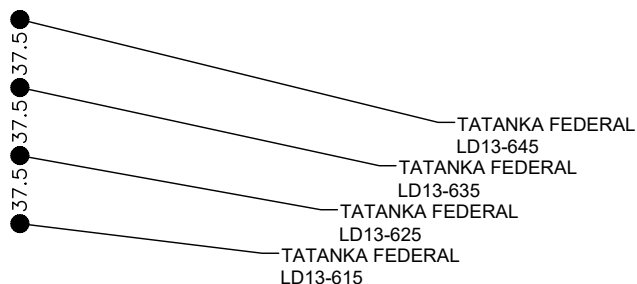 37.5
37.5
37.5
TATANKA FEDERAL
LD13-645
TATANKA FEDERAL
LD13-635
TATANKA FEDERAL
LD13-625
TATANKA FEDERAL
LD13-615